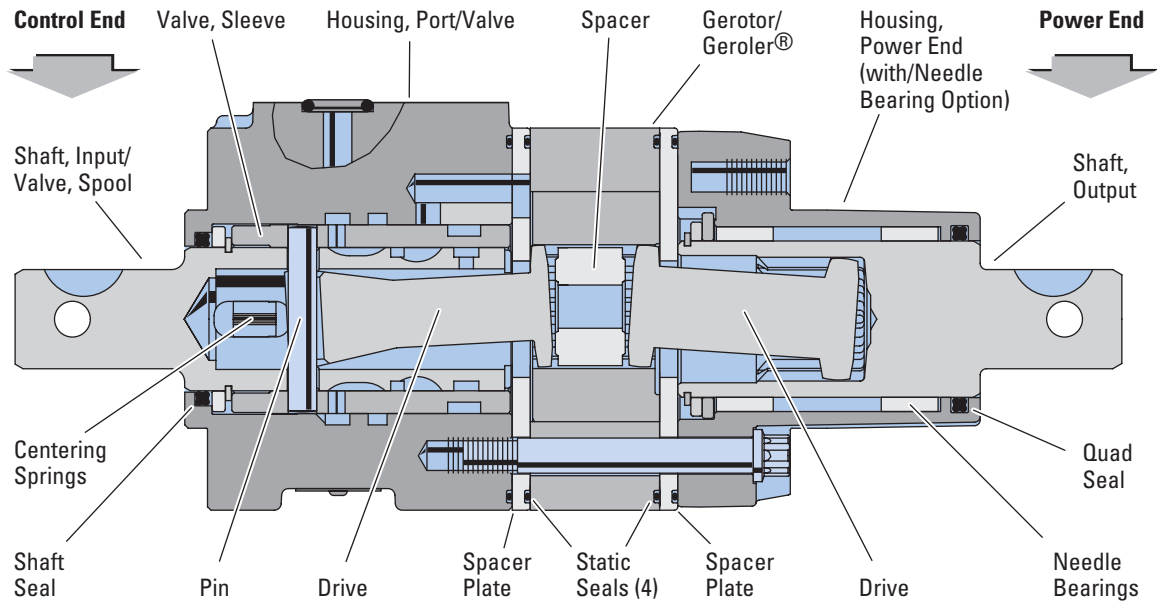 Control End
Valve, Sleeve
Housing, Port/Valve
Spacer
Gerotor/
Geroler®
Housing,
Power End
(with/Needle
Bearing Option)
Power End
Shaft, Input/
Valve, Spool
Shaft,
Output
Centering
Springs
Quad
Seal
Shaft
Seal
Pin
Drive
Spacer
Plate
Static
Seals (4)
Spacer
Plate
Drive
Needle
Bearings